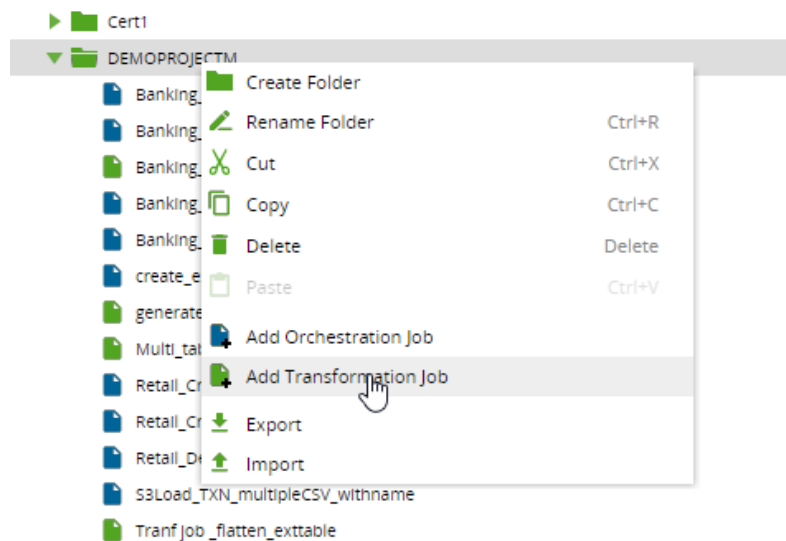 Cert1
DEMOPROJECTM
Banking_
Create Folder
Banking_
Rename Folder Ctrl+R
Banking_
Cut Ctrl+X
Banking_
Copy Ctrl+C
Banking_
Delete Delete
create_e
Paste Ctrl+V
generate
Add Orchestration Job
Multi_tab
Add Transformation Job
Retail_Cr
Retail_Cr
Export
Retail_De
Import
S3Load_TXN_multipleCSV_withname
Tranf job _flatten_exttable